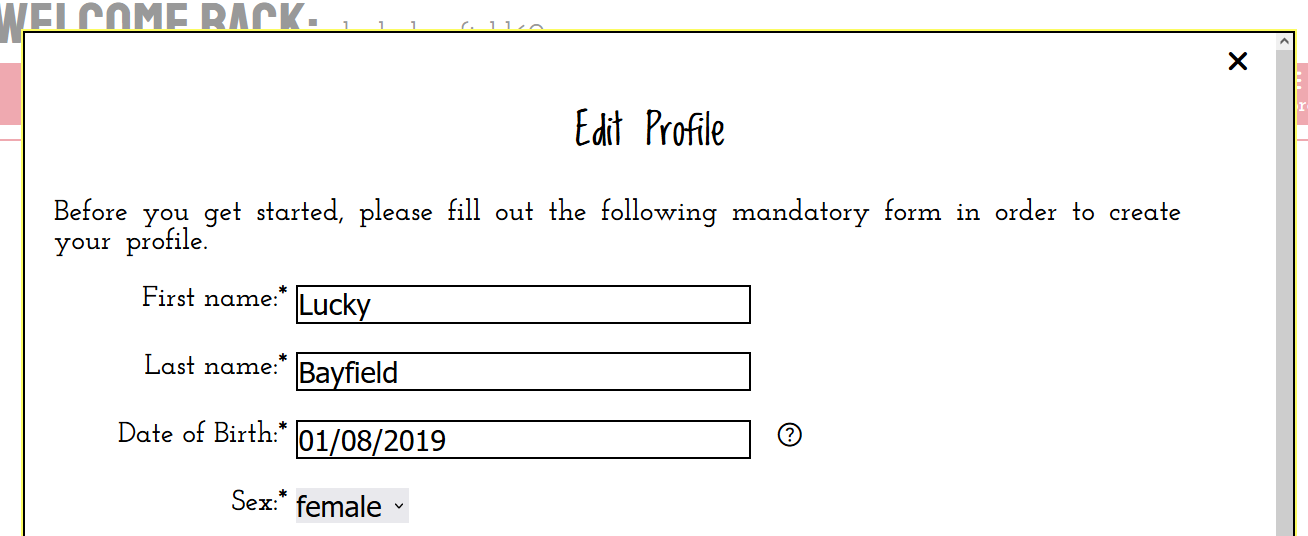 WELCOME BACK:
Edit Profile
Before you get started, please fill out the following mandatory form in order to create
your profile.
First name:* Lucky
Last name:* Bayfield
Date of Birth:* 01/08/2019 ?
Sex:* female